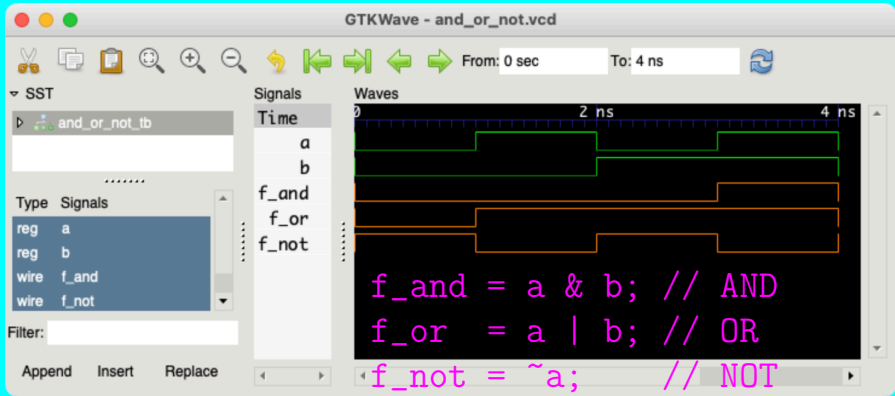 GTKWave - and_or_not.vcd
From: 0 sec To: 4 ns
SST
and_or_not_tb
Type Signals
reg a
reg b
wire f_and
wire f_not
Filter:
Append Insert Replace
Signals
Time
a
b
f_and
f_or
f_not
Waves
0 2 ns 4 ns
f_and = a & b; // AND
f_or = a | b; // OR
f_not = ~a; // NOT